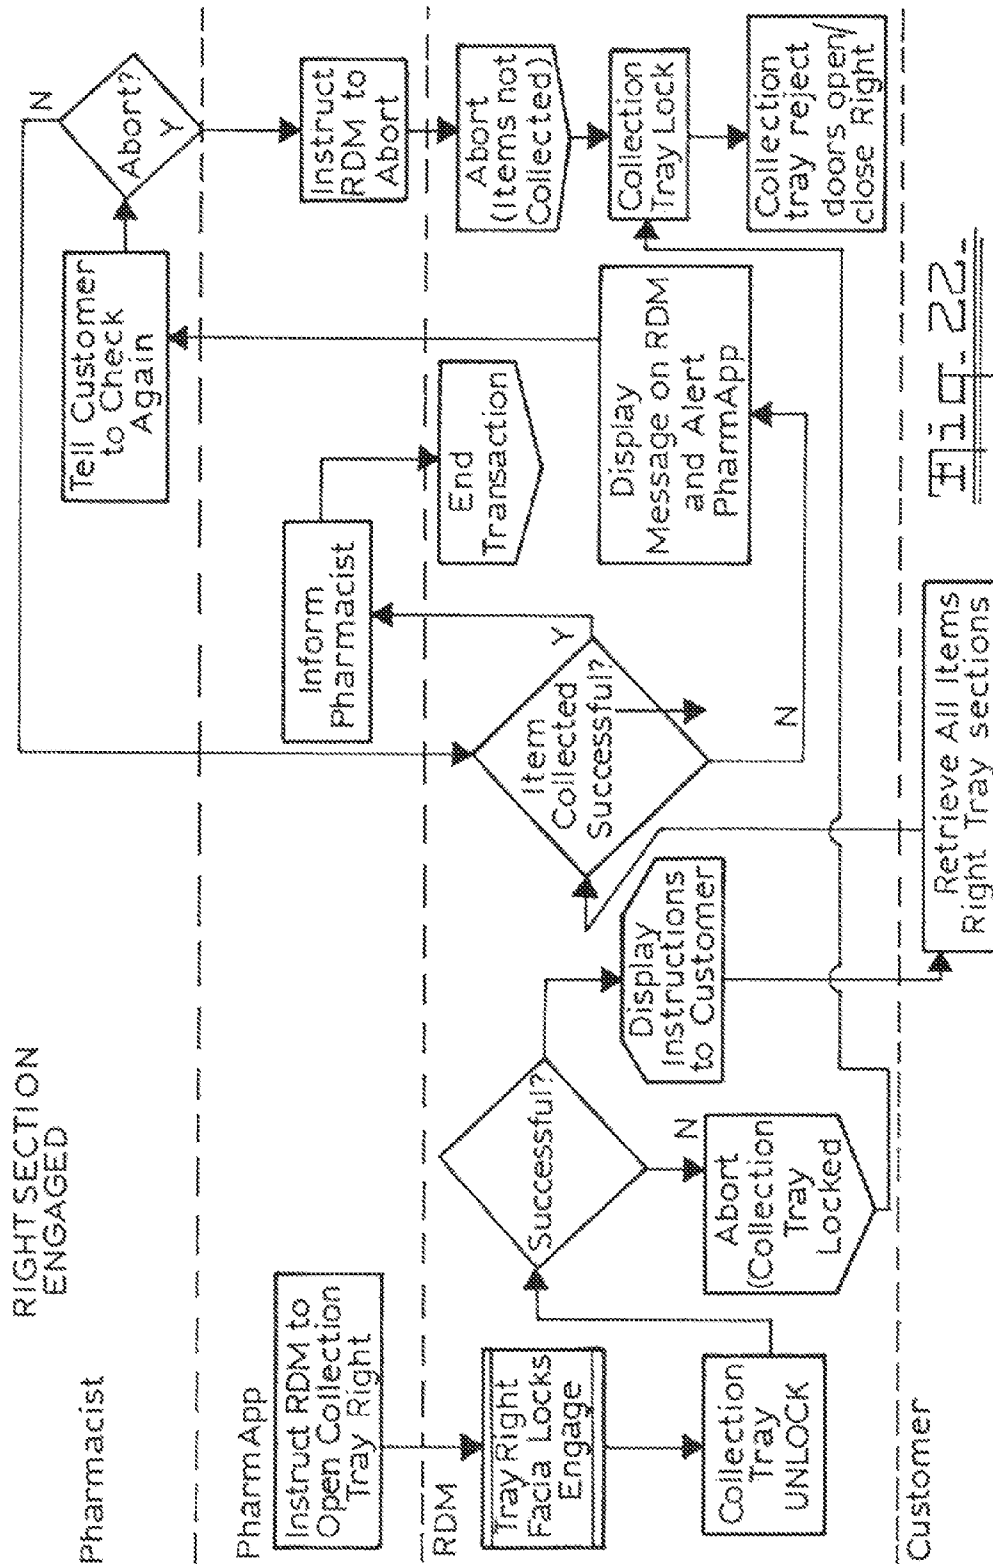 RIGHT SECTION
ENGAGED
Pharmacist
Tell Customer
to Check
Again
Abort?
N
Y
PharmApp
Instruct RDM to
Open Collection
Tray Right
Inform
Pharmacist
Instruct
RDM to
Abort
RDM
Tray Right
Facia Locks
Engage
Collection
Tray
UNLOCK
Successful?
N
Abort
(Collection
Tray
Locked
Display
Instructions
to Customer
Item
Collected
Successful?
Y
N
End
Transaction
Display
Message on RDM
and Alert
PharmApp
Abort
(Items not
Collected)
Collection
Tray Lock
Collection
tray reject
doors open/
close Right
Customer
Retrieve All Items
Right Tray sections
Fig. 22.